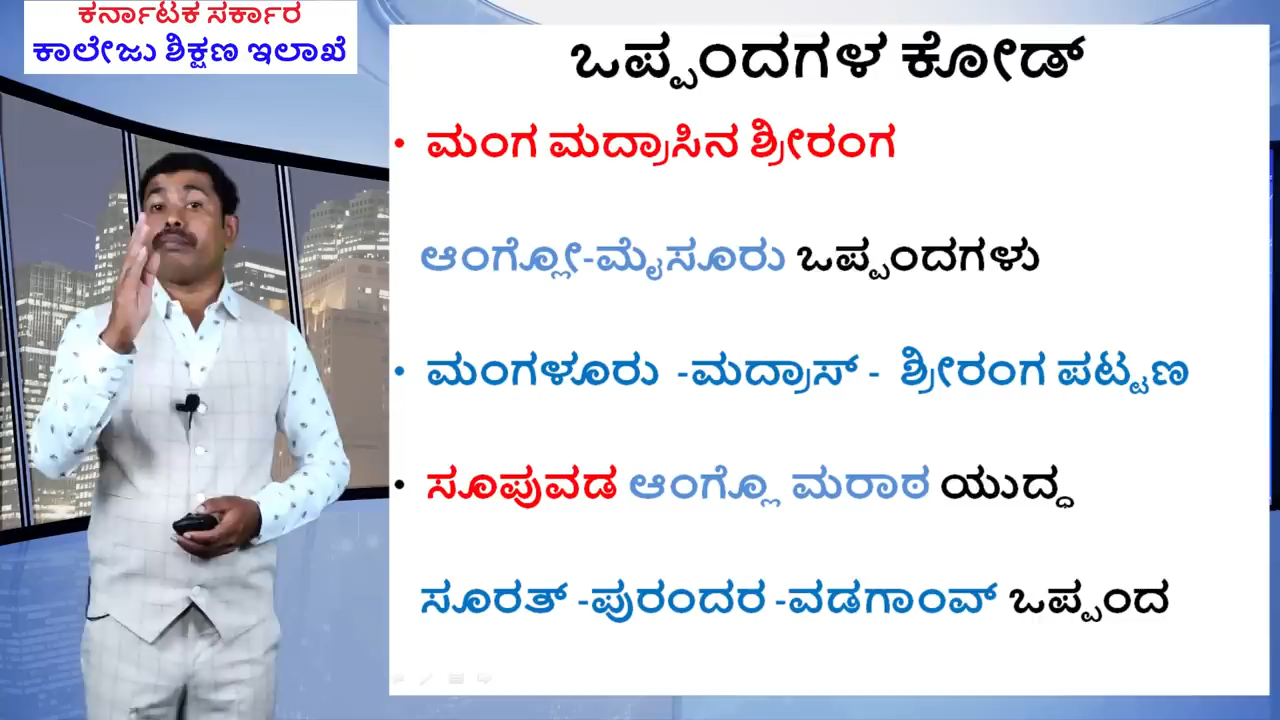 ಕರ್ನಾಟಕ ಸರ್ಕಾರ
ಕಾಲೇಜು ಶಿಕ್ಷಣ ಇಲಾಖೆ
ಒಪ್ಪಂದಗಳ ಕೋಡ್
• ಮಂಗ ಮದ್ರಾಸಿನ ಶ್ರೀರಂಗ
ಆಂಗ್ಲೋ-ಮೈಸೂರು ಒಪ್ಪಂದಗಳು
• ಮಂಗಳೂರು -ಮದ್ರಾಸ್ - ಶ್ರೀರಂಗ ಪಟ್ಟಣ
• ಸೂಪುವಡ ಆಂಗ್ಲೊ ಮರಾಠ ಯುದ್ಧ
ಸೂರತ್ -ಪುರಂದರ -ವಡಗಾಂವ್ ಒಪ್ಪಂದ